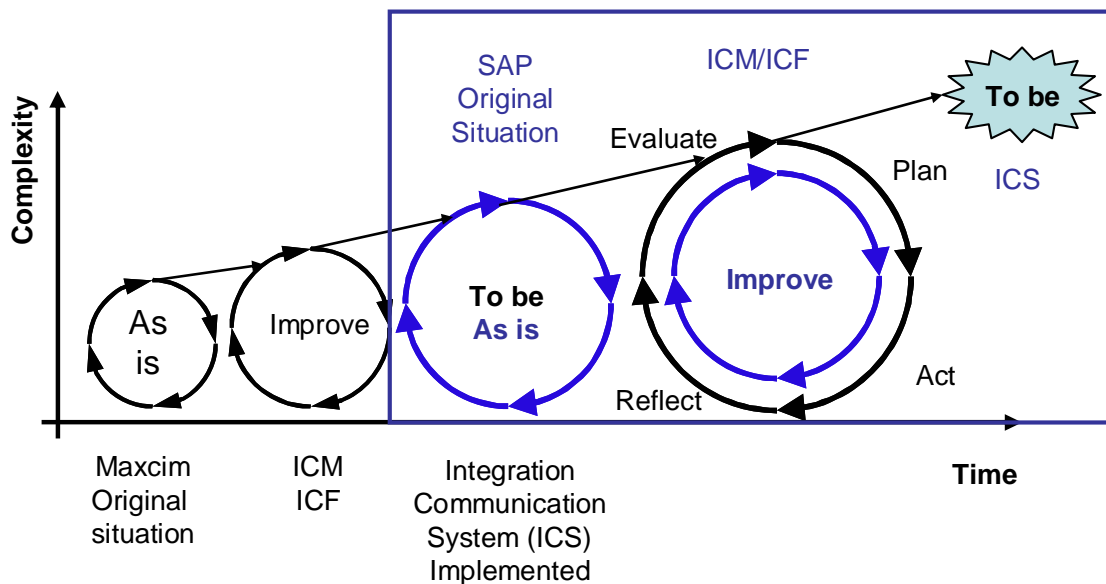 SAP
Original
Situation
ICM/ICF
To be
ICS
Complexity
Evaluate
Plan
As
is
Improve
To be
As is
Improve
Reflect
Act
Maxcim
Original
situation
ICM
ICF
Integration
Communication
System (ICS)
Implemented
Time